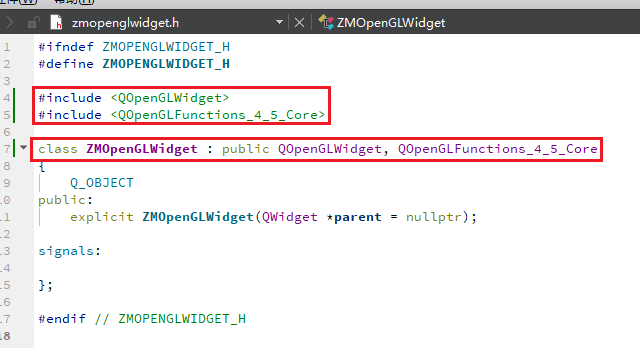 zmopenglwidget.h ZMOpenGLWidget
1 #ifndef ZMOPENGLWIDGET_H
2 #define ZMOPENGLWIDGET_H
3
4 #include <QOpenGLWidget>
5 #include <QOpenGLFunctions_4_5_Core>
6
7 class ZMOpenGLWidget : public QOpenGLWidget, QOpenGLFunctions_4_5_Core
8 {
9 Q_OBJECT
10 public:
11 explicit ZMOpenGLWidget(QWidget *parent = nullptr);
12
13 signals:
14
15 };
16
17 #endif // ZMOPENGLWIDGET_H
18